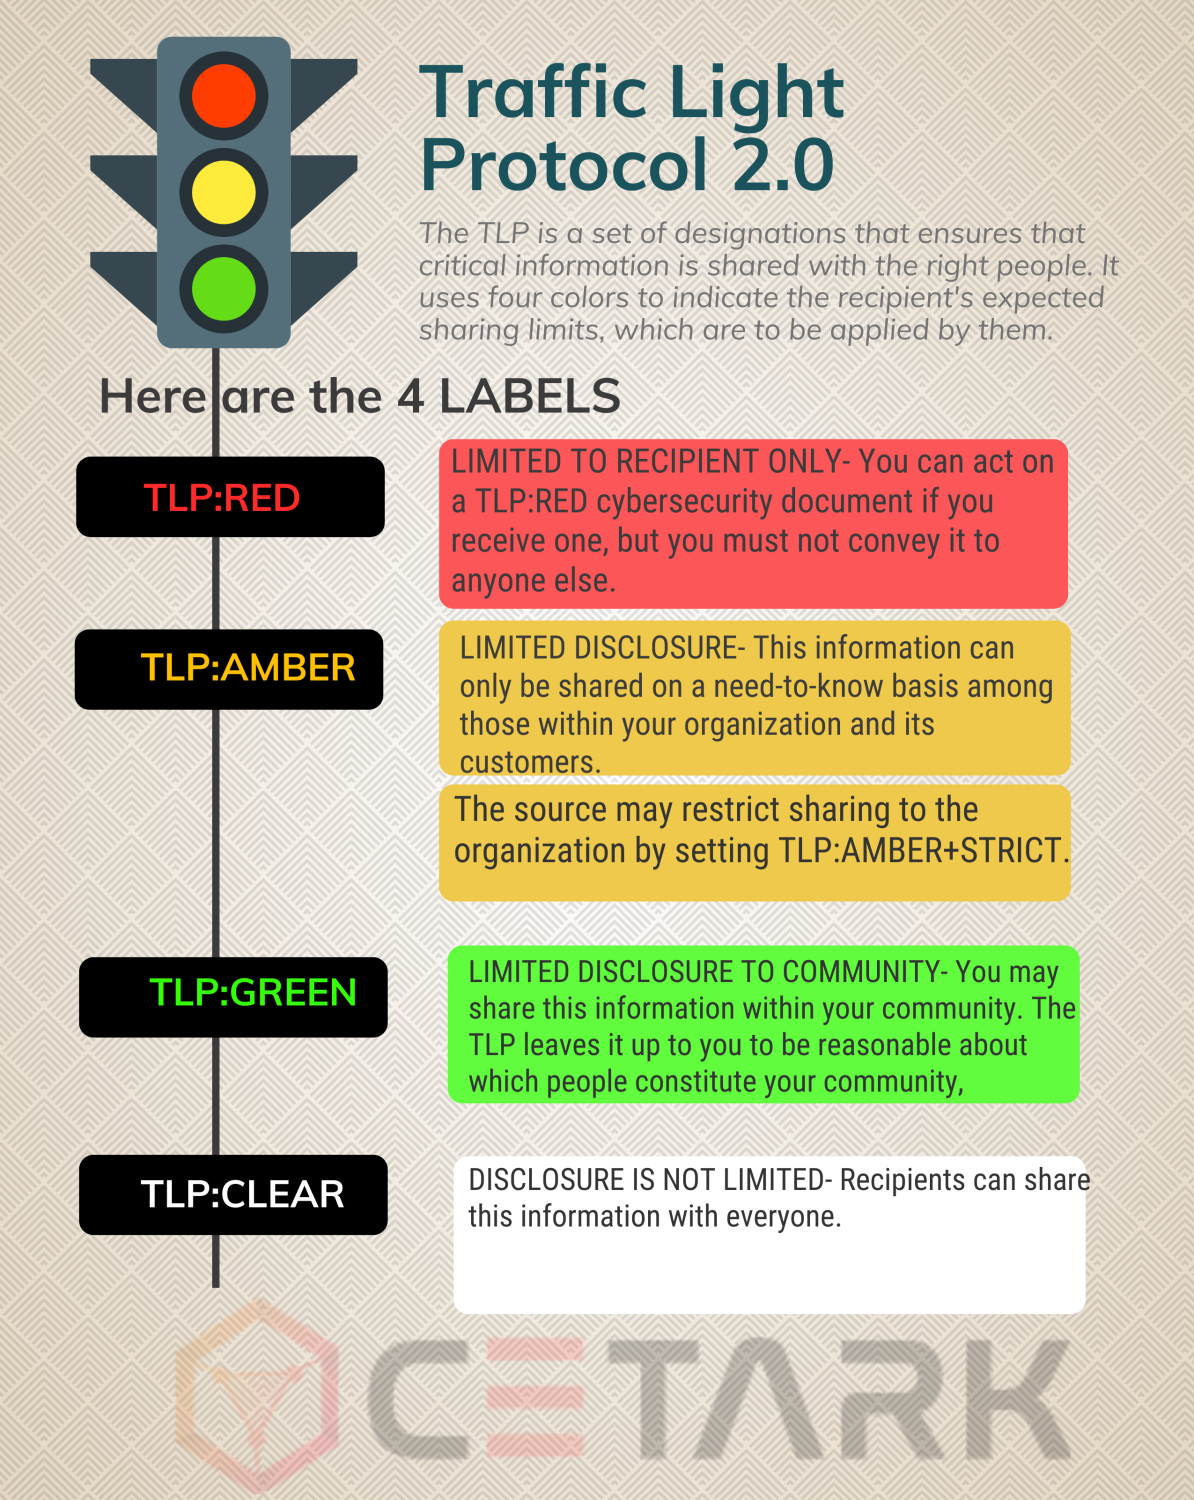 Traffic Light
Protocol 2.0
The TLP is a set of designations that ensures that
critical information is shared with the right people. It
uses four colors to indicate the recipient's expected
sharing limits, which are to be applied by them.
Here are the 4 LABELS
TLP:RED
LIMITED TO RECIPIENT ONLY- You can act on
a TLP:RED cybersecurity document if you
receive one, but you must not convey it to
anyone else.
TLP:AMBER
LIMITED DISCLOSURE- This information can
only be shared on a need-to-know basis among
those within your organization and its
customers.
The source may restrict sharing to the
organization by setting TLP:AMBER+STRICT.
TLP:GREEN
LIMITED DISCLOSURE TO COMMUNITY- You may
share this information within your community. The
TLP leaves it up to you to be reasonable about
which people constitute your community,
TLP:CLEAR
DISCLOSURE IS NOT LIMITED- Recipients can share
this information with everyone.
CETARK